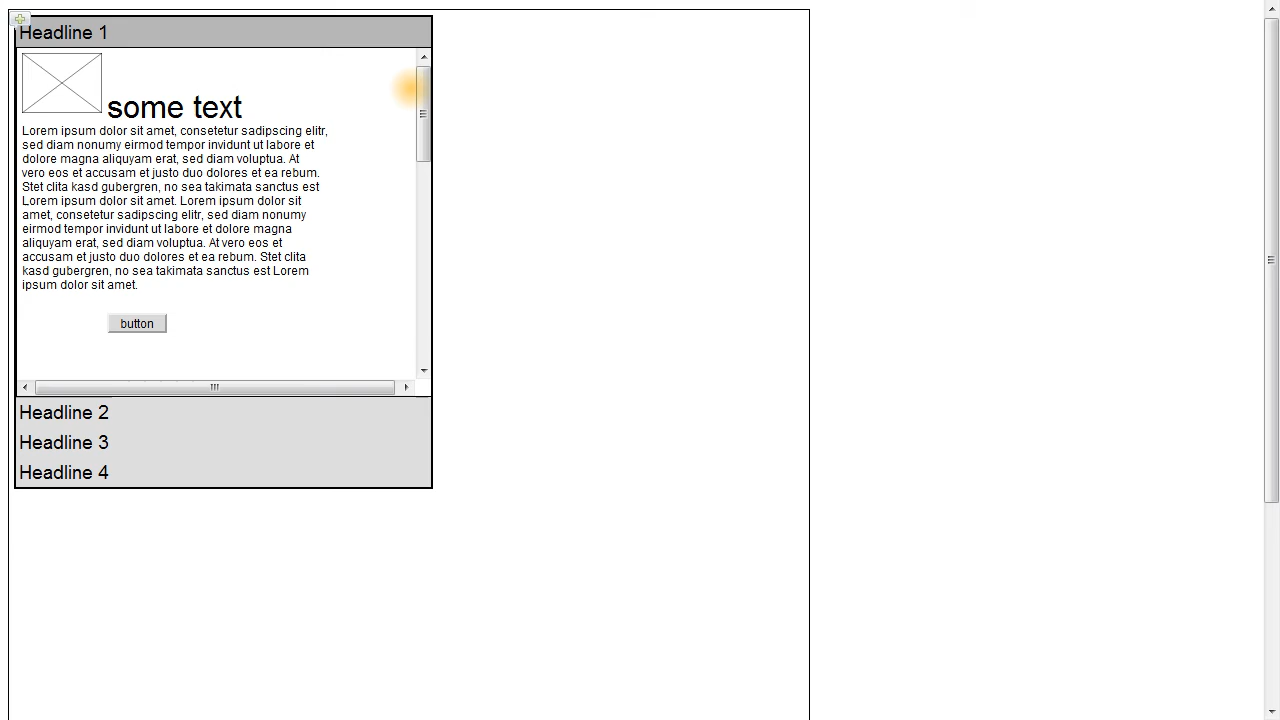 Headline 1
some text
Lorem ipsum dolor sit amet, consetetur sadipscing elitr,
sed diam nonumy eirmod tempor invidunt ut labore et
dolore magna aliquyam erat, sed diam voluptua. At
vero eos et accusam et justo duo dolores et ea rebum.
Stet clita kasd gubergren, no sea takimata sanctus est
Lorem ipsum dolor sit amet. Lorem ipsum dolor sit
amet, consetetur sadipscing elitr, sed diam nonumy
eirmod tempor invidunt ut labore et dolore magna
aliquyam erat, sed diam voluptua. At vero eos et
accusam et justo duo dolores et ea rebum. Stet clita
kasd gubergren, no sea takimata sanctus est Lorem
ipsum dolor sit amet.
button
Headline 2
Headline 3
Headline 4